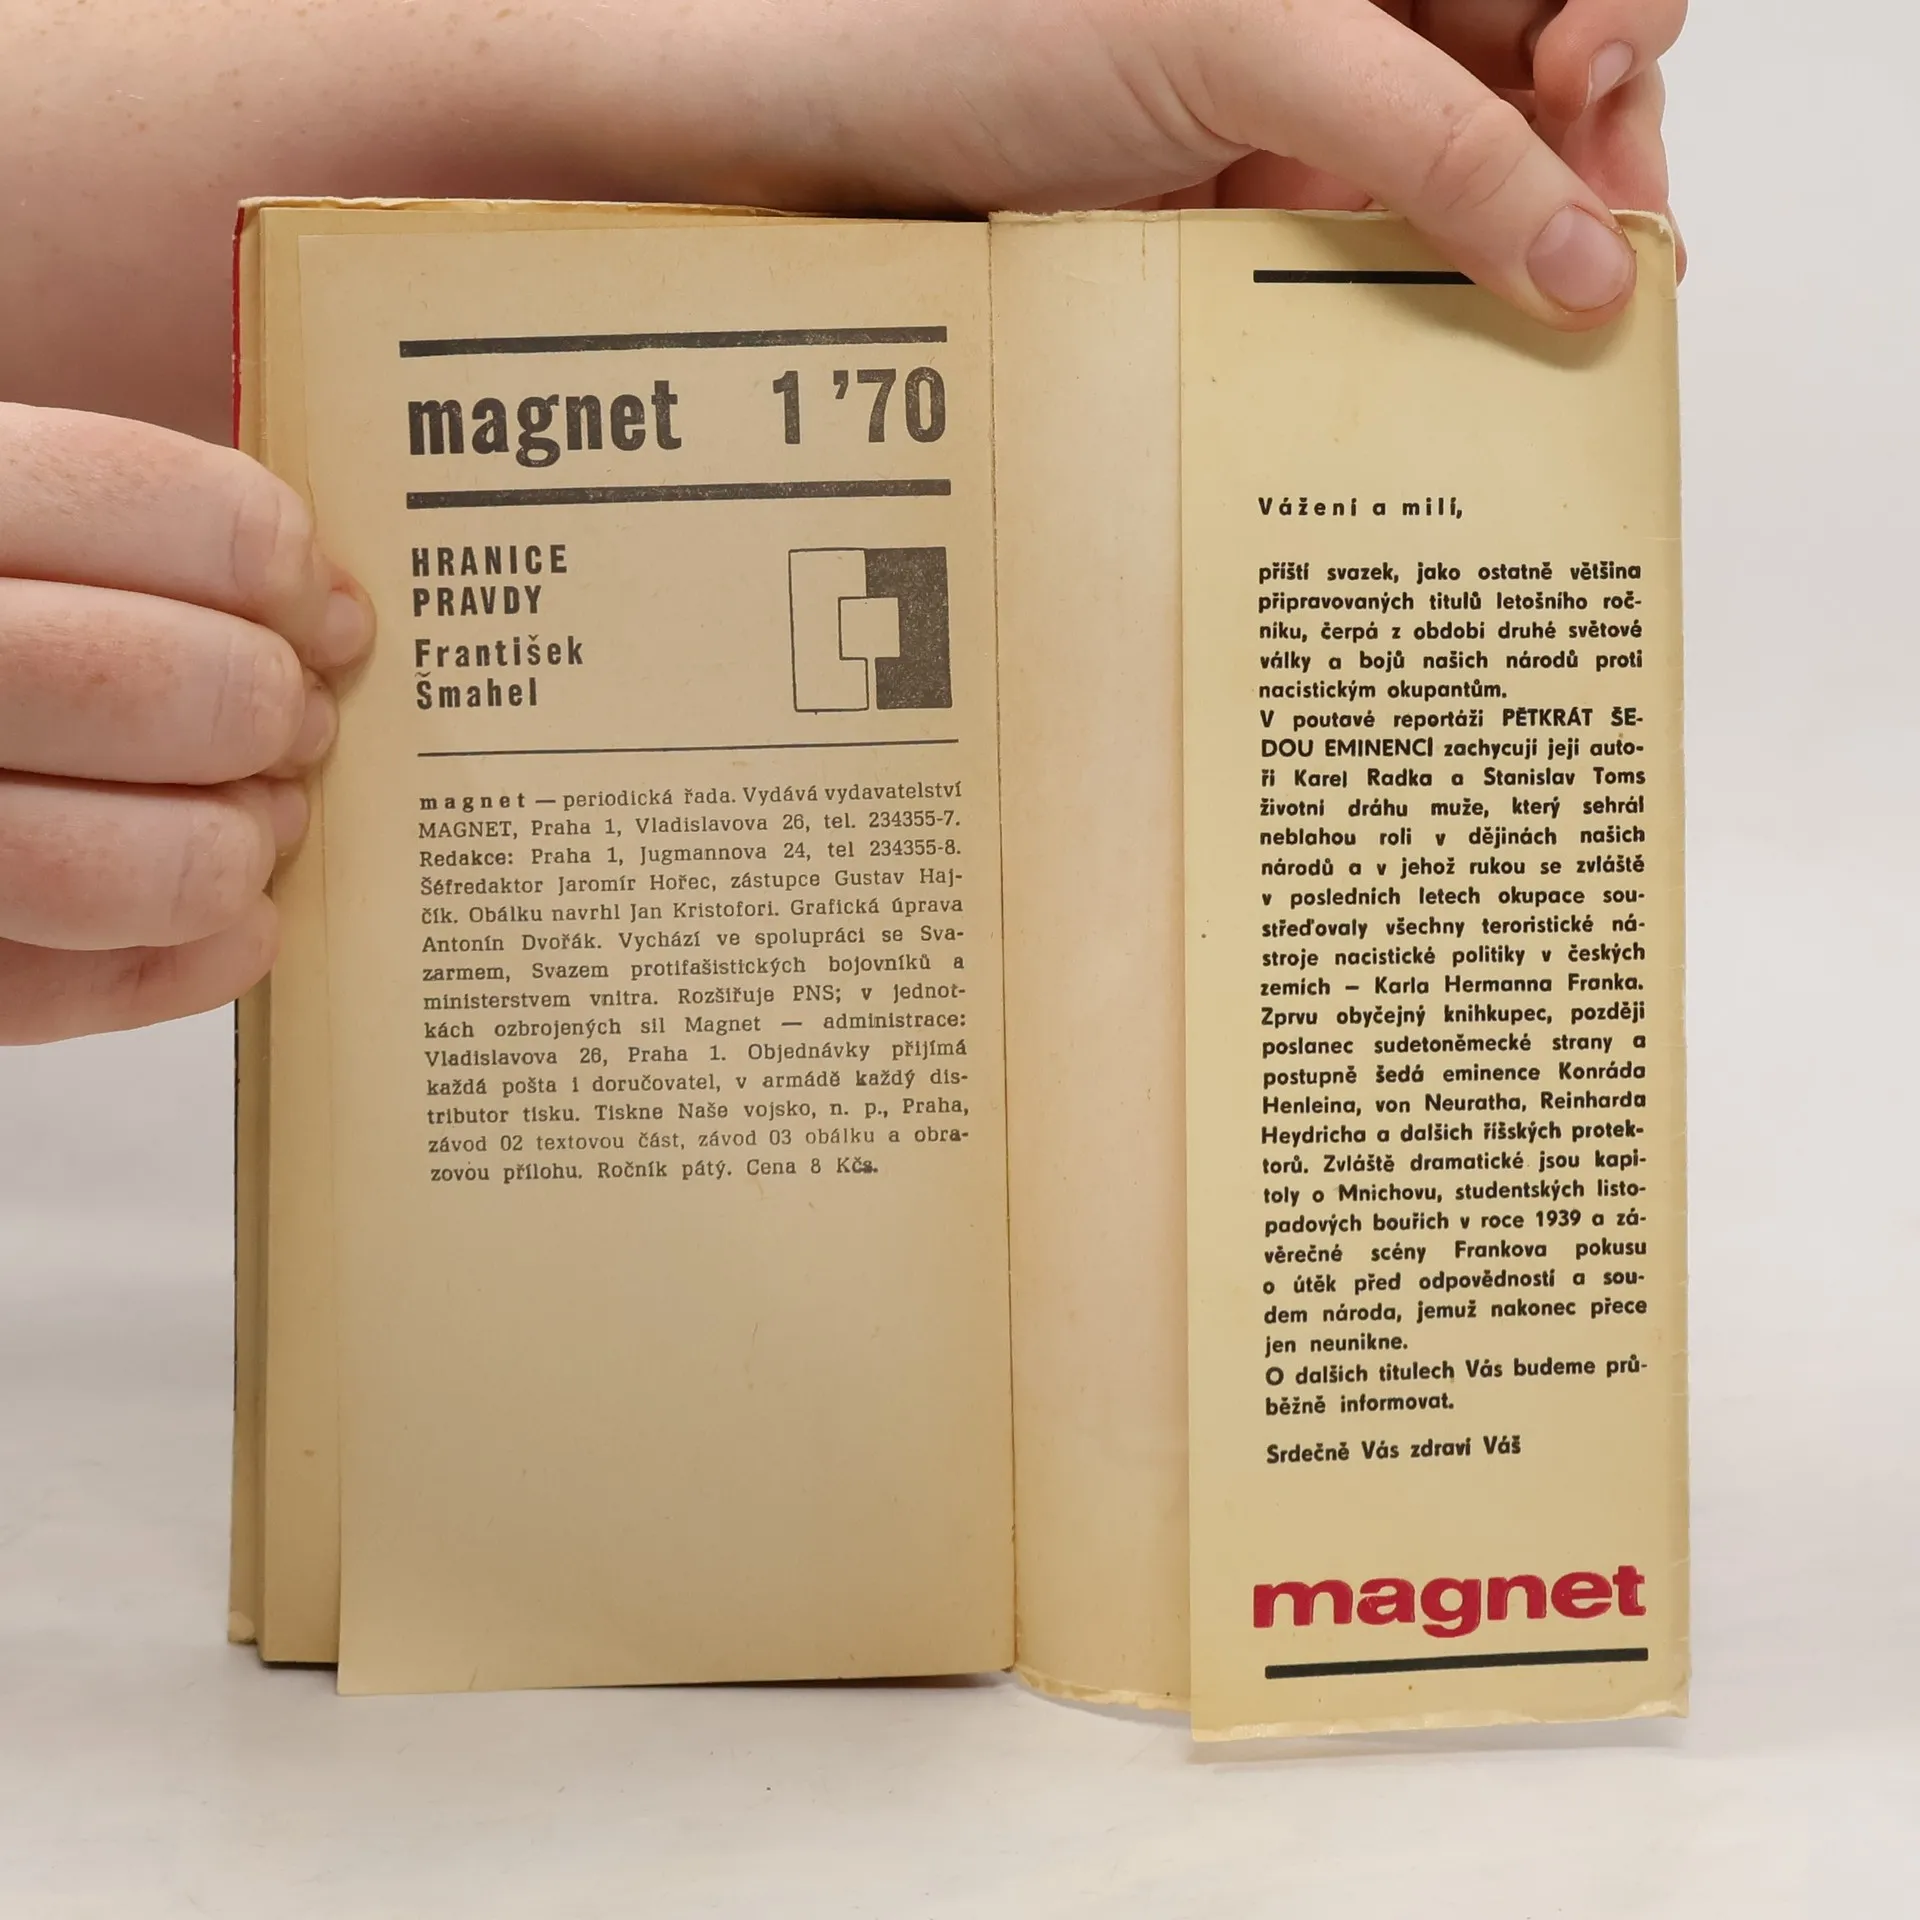 magnet 1 ’70
HRANICE
PRAVDY
František
Šmahel
magnet — periodická řada. Vydává vydavatelství
MAGNET, Praha 1, Vladislavova 26, tel. 234355-7.
Redakce: Praha 1, Jugmannova 24, tel 234355-8.
Šéfredaktor Jaromír Hořec, zástupce Gustav Haj-
čík. Obálku navrhl Jan Kristofori. Grafická úprava
Antonín Dvořák. Vychází ve spolupráci se Sva-
zarmem, Svazem protifašistických bojovníků a
ministerstvem vnitra. Rozšiřuje PNS; v jednot-
kách ozbrojených sil Magnet — administrace:
Vladislavova 26, Praha 1. Objednávky přijímá
každá pošta i doručovatel, v armádě každý dis-
tributor tisku. Tiskne Naše vojsko, n. p., Praha,
závod 02 textovou část, závod 03 obálku a obra-
zovou přílohu. Ročník pátý. Cena 8 Kčs.
Vážení a milí,
příští svazek, jako ostatně většina
připravovaných titulů letošního roč-
níku, čerpá z období druhé světové
války a bojů našich národů proti
nacistickým okupantům.
V poutavé reportáži PĚTKRÁT ŠE-
DOU EMINENCÍ zachycují její auto-
ři Karel Radka a Stanislav Toms
životní dráhu muže, který sehrál
neblahou roli v dějinách našich
národů a v jehož rukou se zvláště
v posledních letech okupace sou-
střeďovaly všechny teroristické ná-
stroje nacistické politiky v českých
zemích – Karla Hermanna Franka.
Zprvu obyčejný knihkupec, později
poslanec sudetoněmecké strany a
postupně šedá eminence Konráda
Henleina, von Neuratha, Reinharda
Heydricha a dalších říšských protek-
torů. Zvláště dramatické jsou kapi-
toly o Mnichovu, studentských listo-
padových bouřích v roce 1939 a zá-
věrečné scény Frankova pokusu
o útěk před odpovědností a sou-
dem národa, jemuž nakonec přece
jen neunikne.
O dalších titulech Vás budeme prů-
běžně informovat.
Srdečně Vás zdraví Váš
magnet